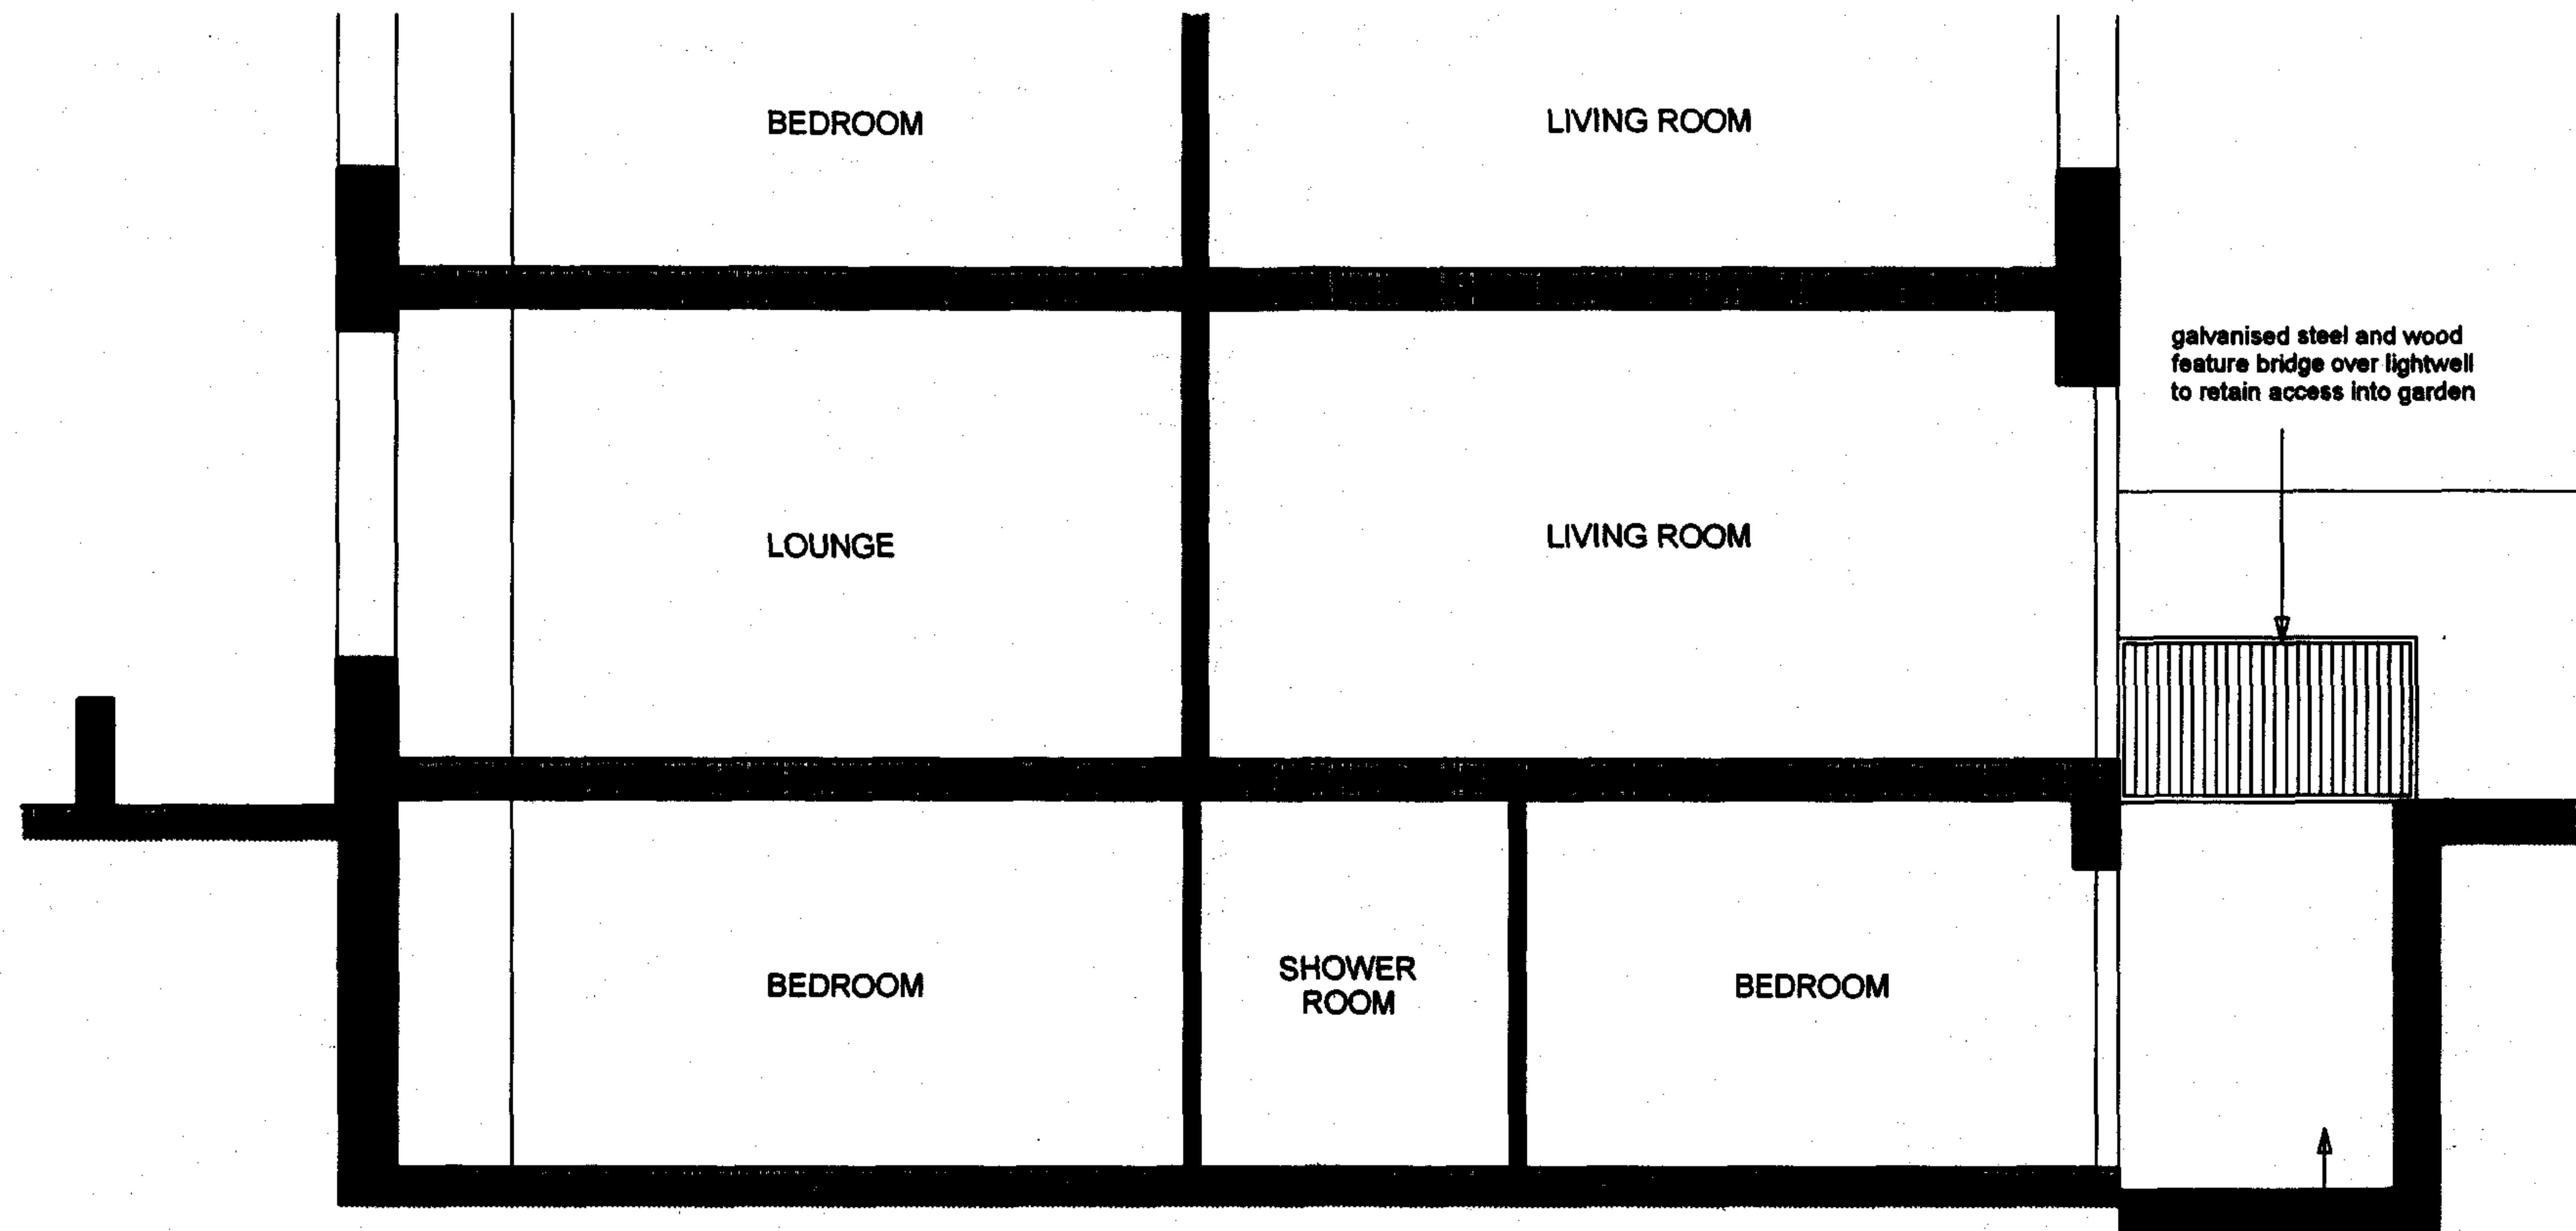 BEDROOM
LIVING ROOM
galvanised steel and wood
feature bridge over lightwell
to retain access into garden
LOUNGE
LIVING ROOM
BEDROOM
SHOWER
ROOM
BEDROOM